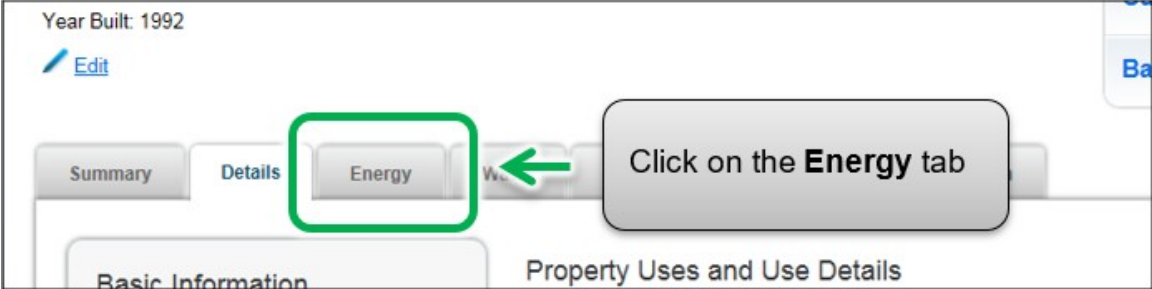 Year Built: 1992
Edit
Ba
Summary Details Energy
Click on the Energy tab
Basic Information
Property Uses and Use Details